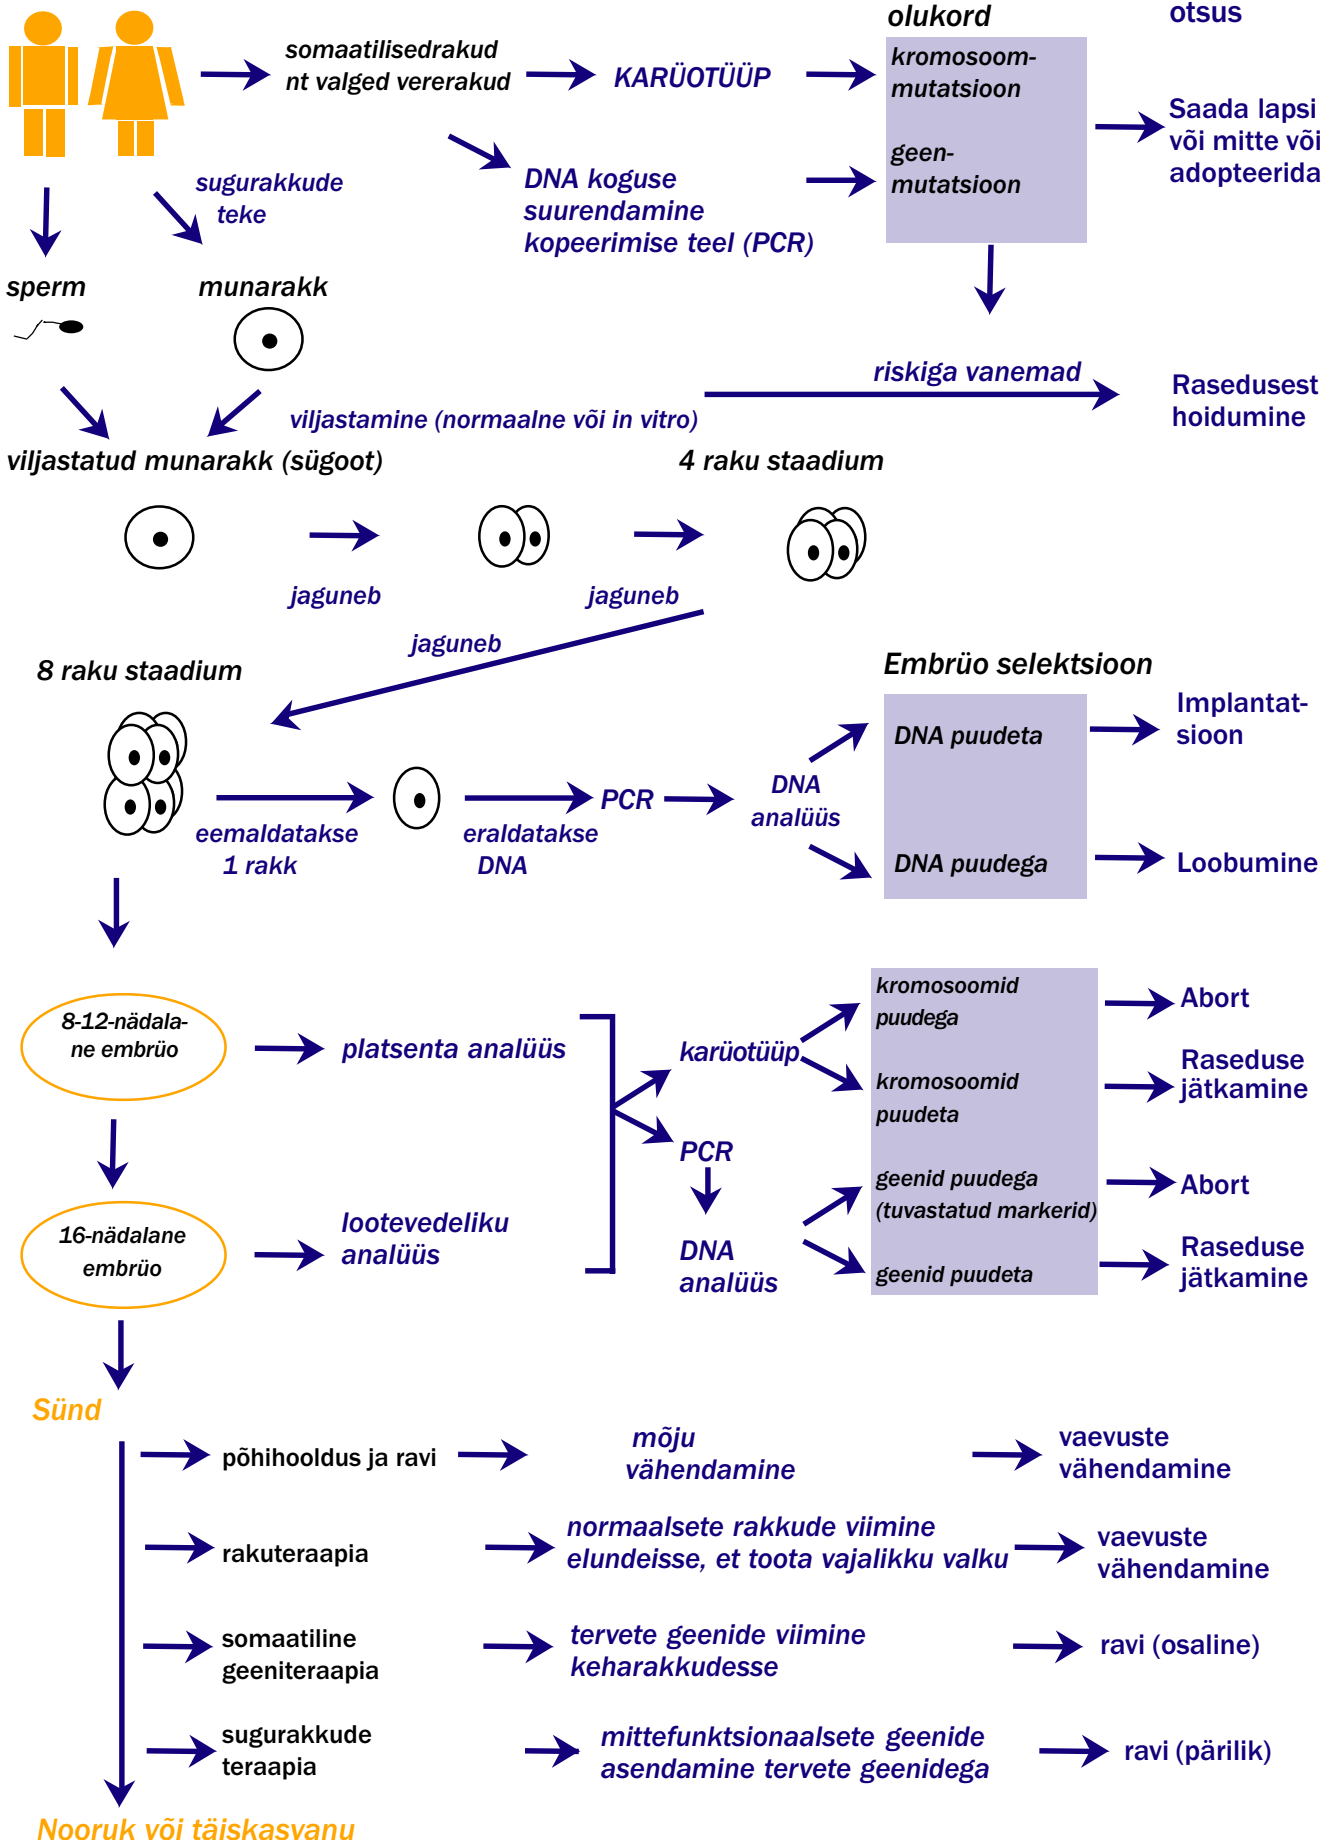 olukord
otsus
somaatilisedrakud
nt valged vererakud
KARÜOTÜÜP
kromosoom-
mutatsioon
geen-
mutatsioon
Saada lapsi
või mitte või
adopteerida
sugurakkude
teke
DNA koguse
suurendamine
kopeerimise teel (PCR)
sperm
munarakk
riskiga vanemad
Rasedusest
hoidumine
viljastamine (normaalne või in vitro)
viljastatud munarakk (sügoot)
4 raku staadium
jaguneb
jaguneb
jaguneb
8 raku staadium
Embrüo selektsioon
DNA puudeta
Implantat-
sioon
eemaldatakse
1 rakk
eraldatakse
DNA
PCR
DNA
analüüs
DNA puudega
Loobumine
8-12-nädala-
ne embrüo
platsenta analüüs
karüotüüp
kromosoomid
puudega
Abort
kromosoomid
puudeta
Raseduse
jätkamine
PCR
16-nädalane
embrüo
lootevedeliku
analüüs
DNA
analüüs
geenid puudega
(tuvastatud markerid)
Abort
geenid puudeta
Raseduse
jätkamine
Sünd
põhihooldus ja ravi
mõju
vähendamine
vaevuste
vähendamine
rakuteraapia
normaalsete rakkude viimine
elundeisse, et toota vajalikku valku
vaevuste
vähendamine
somaatiline
geeniteraapia
tervete geenide viimine
keharakkudesse
ravi (osaline)
sugurakkude
teraapia
mittefunktsionaalsete geenide
asendamine tervete geenidega
ravi (pärilik)
Nooruk või täiskasvanu